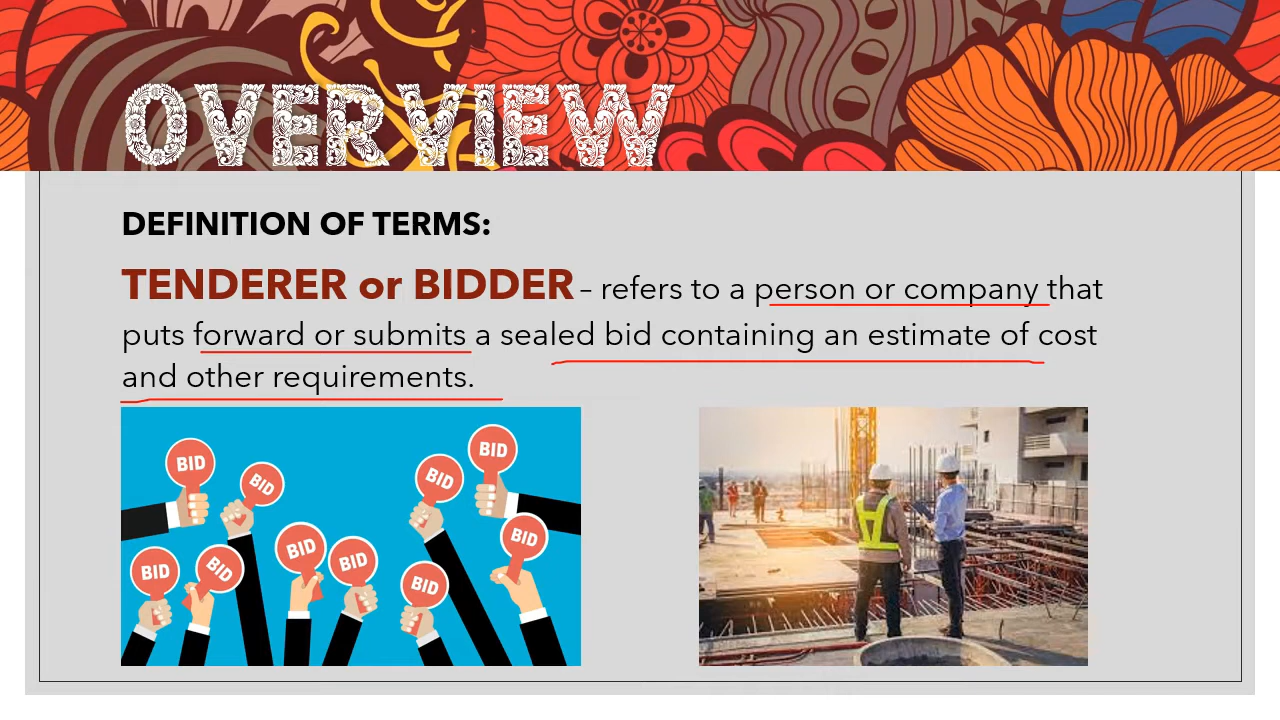 OVERVIEW
DEFINITION OF TERMS:
TENDERER or BIDDER – refers to a person or company that
puts forward or submits a sealed bid containing an estimate of cost
and other requirements.
BID
BID
BID
BID
BID
BID
BID
BID
BID
BID